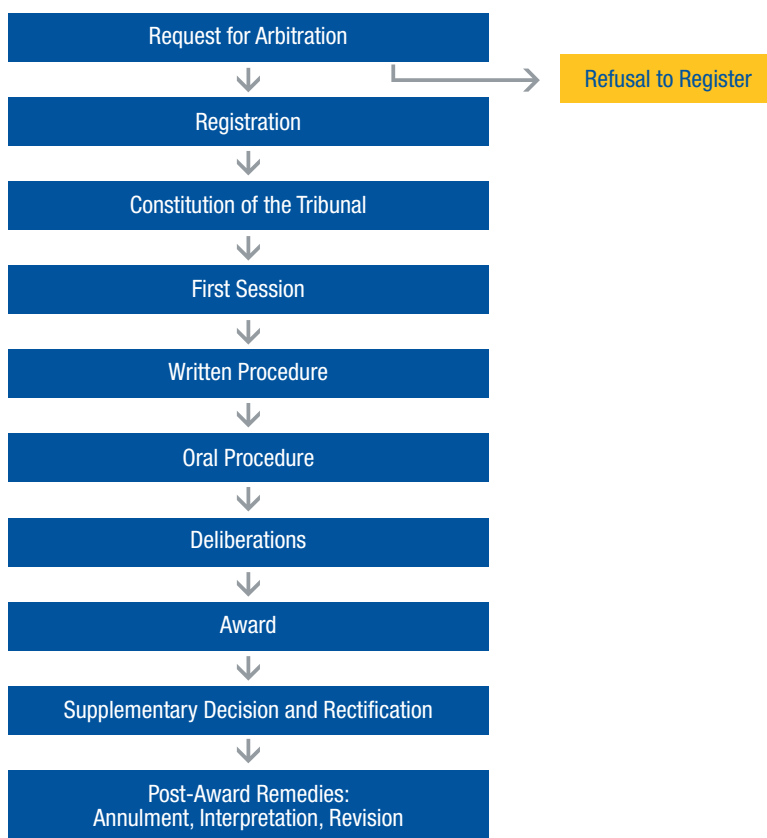 Request for Arbitration
Refusal to Register
Registration
Constitution of the Tribunal
First Session
Written Procedure
Oral Procedure
Deliberations
Award
Supplementary Decision and Rectification
Post-Award Remedies:
Annulment, Interpretation, Revision